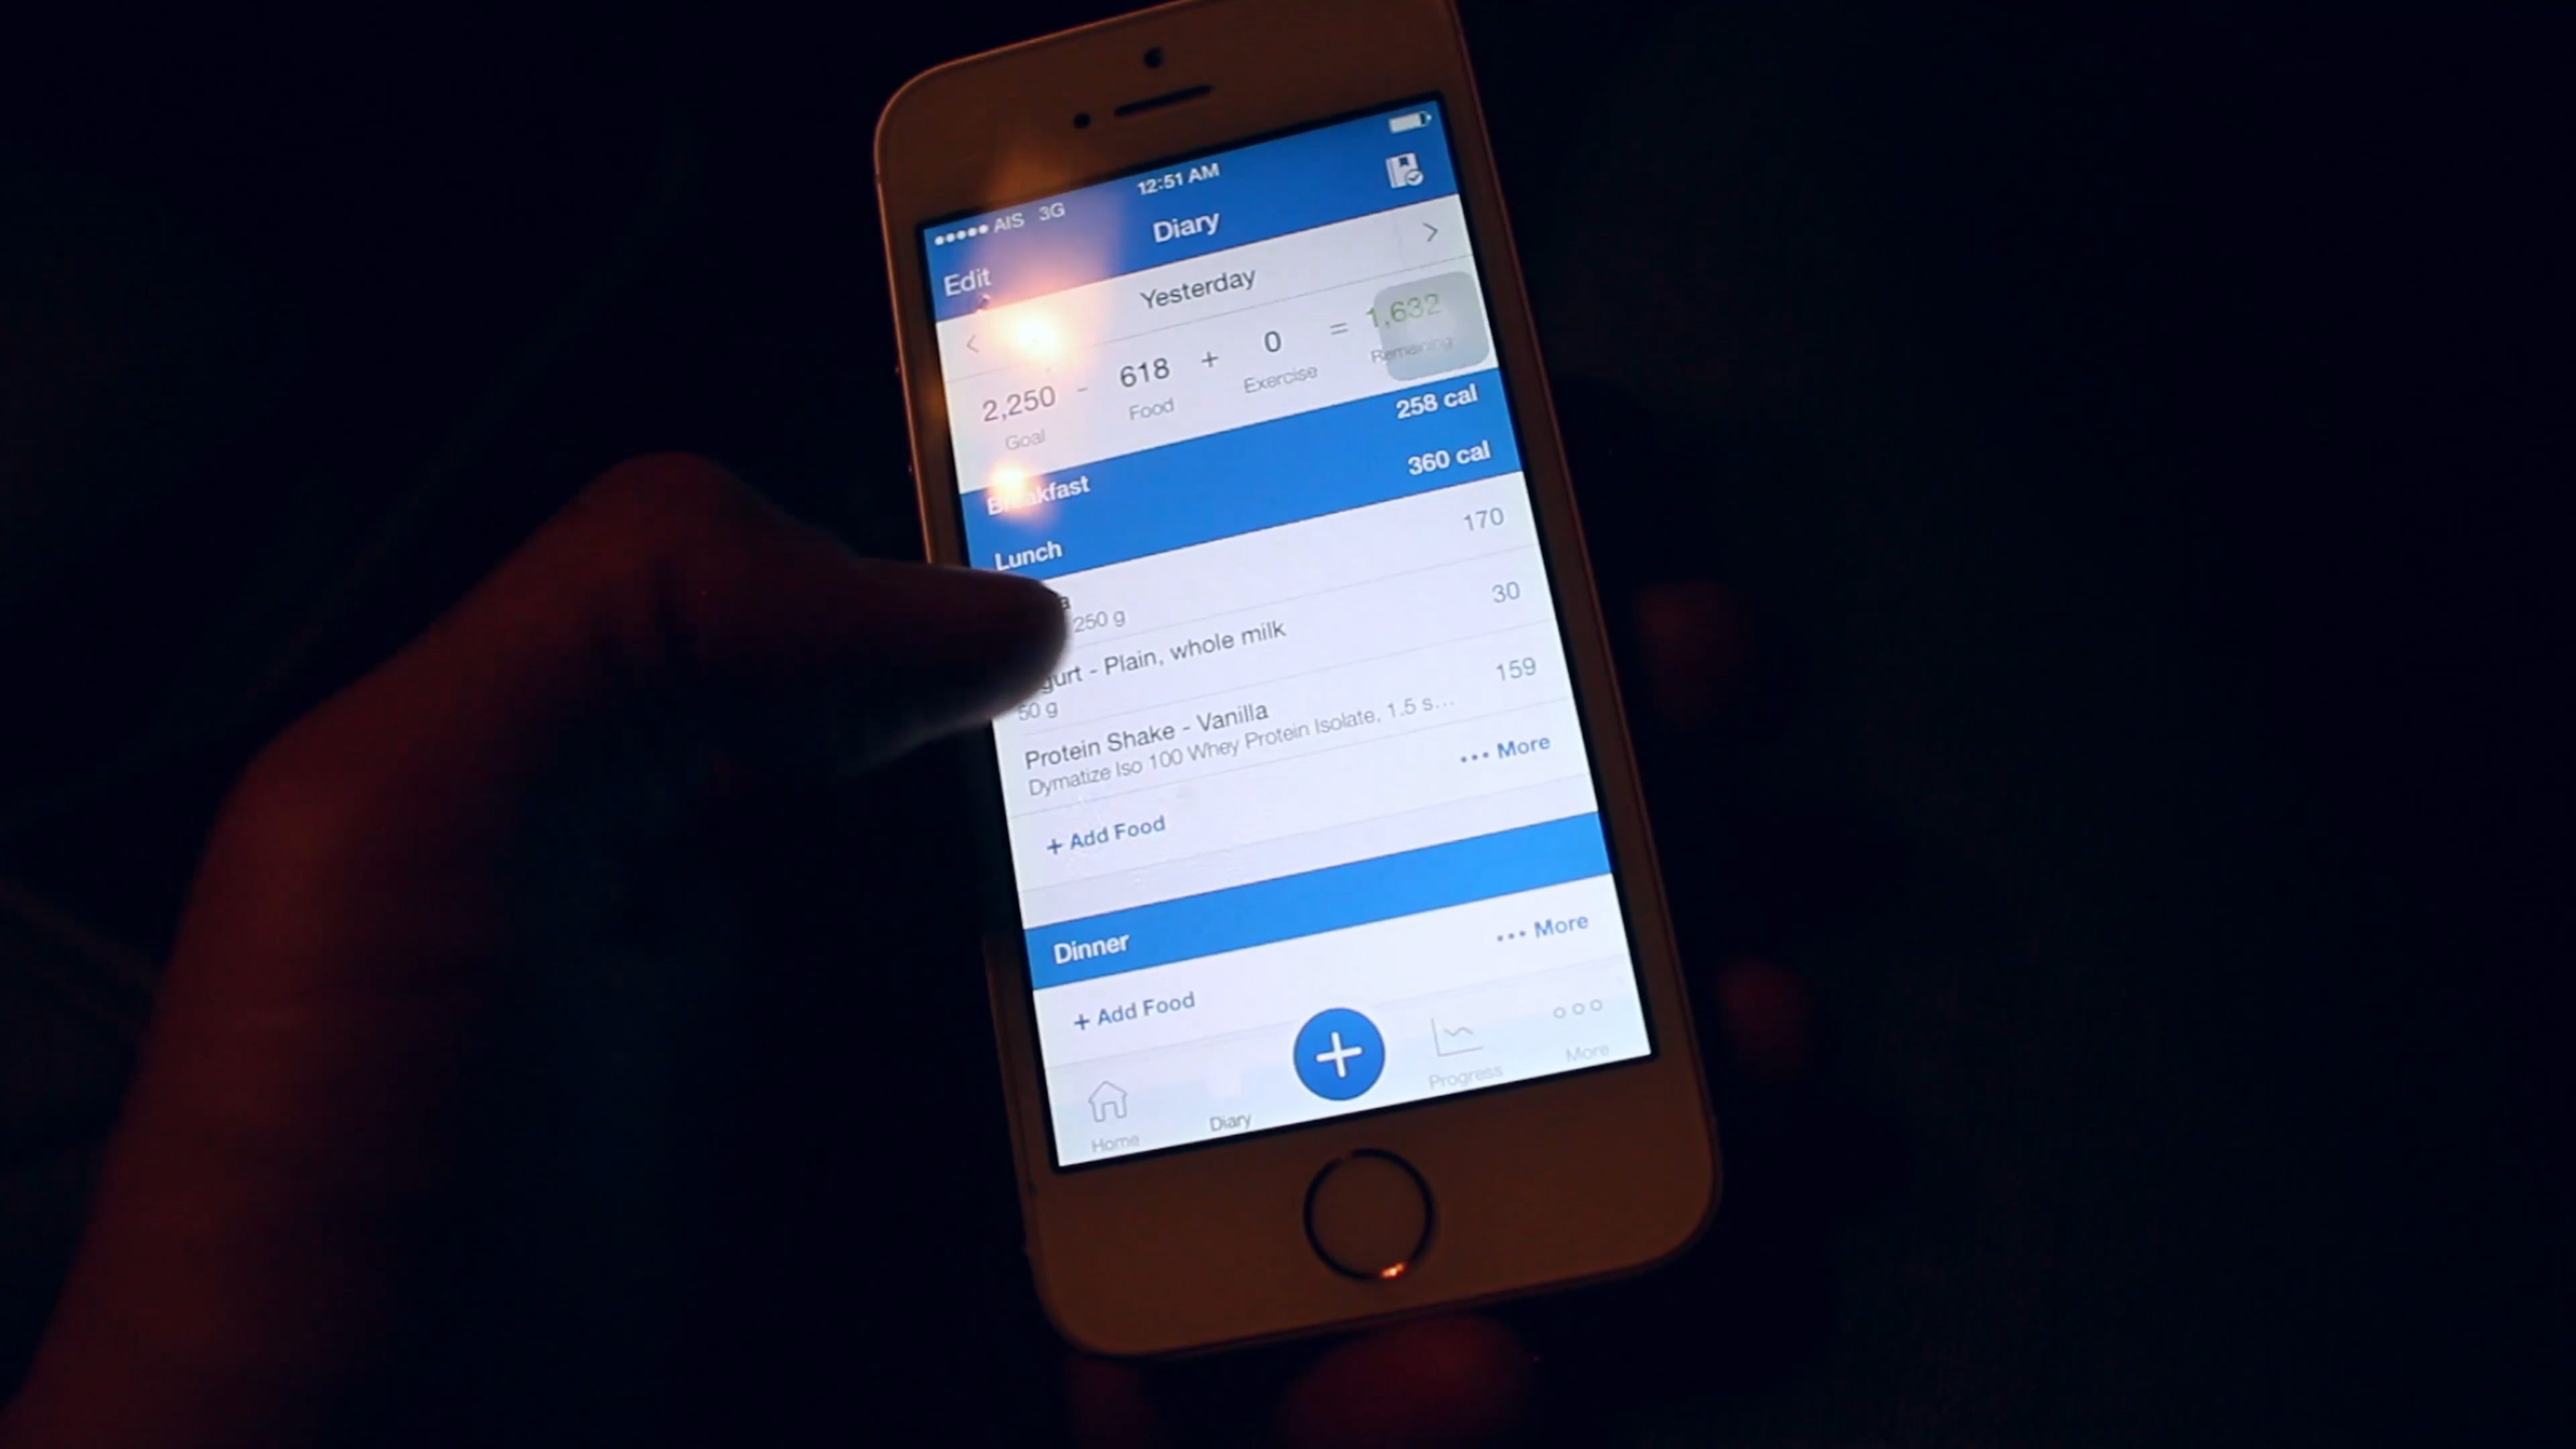 ●●●●● AIS 3G 12:51 AM
Edit Diary
Yesterday
2,250 - 618 + 0 = 1,632
Goal Food Exercise Remaining
Breakfast 258 cal
Lunch 360 cal
170
250 g
- Plain, whole milk 30
50 g
Protein Shake - Vanilla 159
Dymatize Iso 100 Whey Protein Isolate, 1.5 s...
+ Add Food ••• More
Dinner
+ Add Food ••• More
Home Diary + Progress More